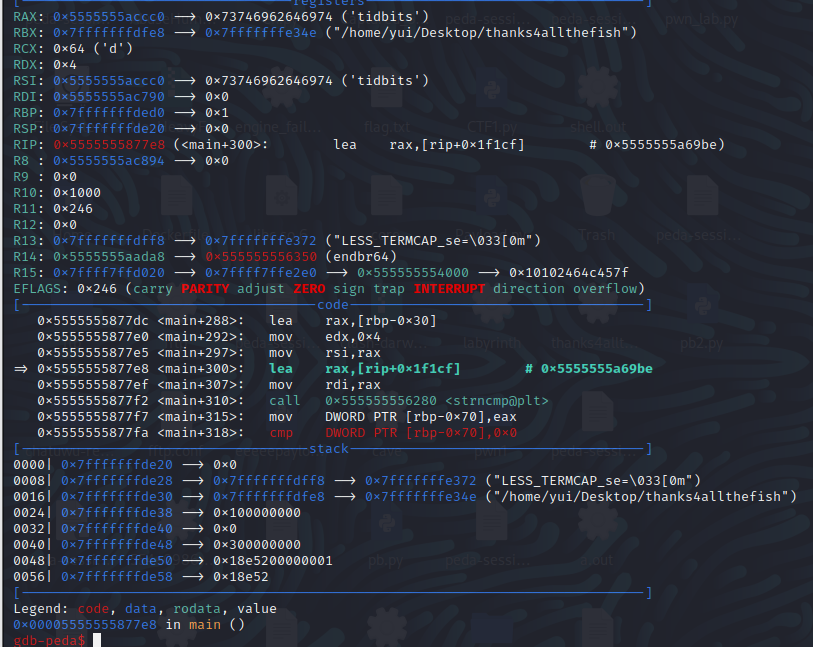 [registers]
RAX: 0x5555555accc0 --> 0x73746962646974 ('tidbits')
RBX: 0x7fffffffdfe8 --> 0x7fffffffe34e ("/home/yui/Desktop/thanks4allthefish")
RCX: 0x64 ('d')
RDX: 0x4
RSI: 0x5555555accc0 --> 0x73746962646974 ('tidbits')
RDI: 0x5555555ac790 --> 0x0
RBP: 0x7fffffffded0 --> 0x1
RSP: 0x7fffffffde20 --> 0x0
RIP: 0x5555555877e8 (<main+300>: lea rax,[rip+0x1f1cf] # 0x5555555a69be)
R8 : 0x5555555ac894 --> 0x0
R9 : 0x0
R10: 0x1000
R11: 0x246
R12: 0x0
R13: 0x7fffffffdff8 --> 0x7fffffffe372 ("LESS_TERMCAP_se=\033[0m")
R14: 0x5555555aada8 --> 0x555555556350 (endbr64)
R15: 0x7ffff7ffd020 --> 0x7ffff7ffe2e0 --> 0x555555554000 --> 0x10102464c457f
EFLAGS: 0x246 (carry PARITY adjust ZERO sign trap INTERRUPT direction overflow)
[code]
0x5555555877dc <main+288>: lea rax,[rbp-0x30]
0x5555555877e0 <main+292>: mov edx,0x4
0x5555555877e5 <main+297>: mov rsi,rax
=> 0x5555555877e8 <main+300>: lea rax,[rip+0x1f1cf] # 0x5555555a69be
0x5555555877ef <main+307>: mov rdi,rax
0x5555555877f2 <main+310>: call 0x555555556280 <strncmp@plt>
0x5555555877f7 <main+315>: mov DWORD PTR [rbp-0x70],eax
0x5555555877fa <main+318>: cmp DWORD PTR [rbp-0x70],0x0
[stack]
0000| 0x7fffffffde20 --> 0x0
0008| 0x7fffffffde28 --> 0x7fffffffdff8 --> 0x7fffffffe372 ("LESS_TERMCAP_se=\033[0m")
0016| 0x7fffffffde30 --> 0x7fffffffdfe8 --> 0x7fffffffe34e ("/home/yui/Desktop/thanks4allthefish")
0024| 0x7fffffffde38 --> 0x100000000
0032| 0x7fffffffde40 --> 0x0
0040| 0x7fffffffde48 --> 0x300000000
0048| 0x7fffffffde50 --> 0x18e5200000001
0056| 0x7fffffffde58 --> 0x18e52
[]
Legend: code, data, rodata, value
0x00005555555877e8 in main ()
gdb-peda$